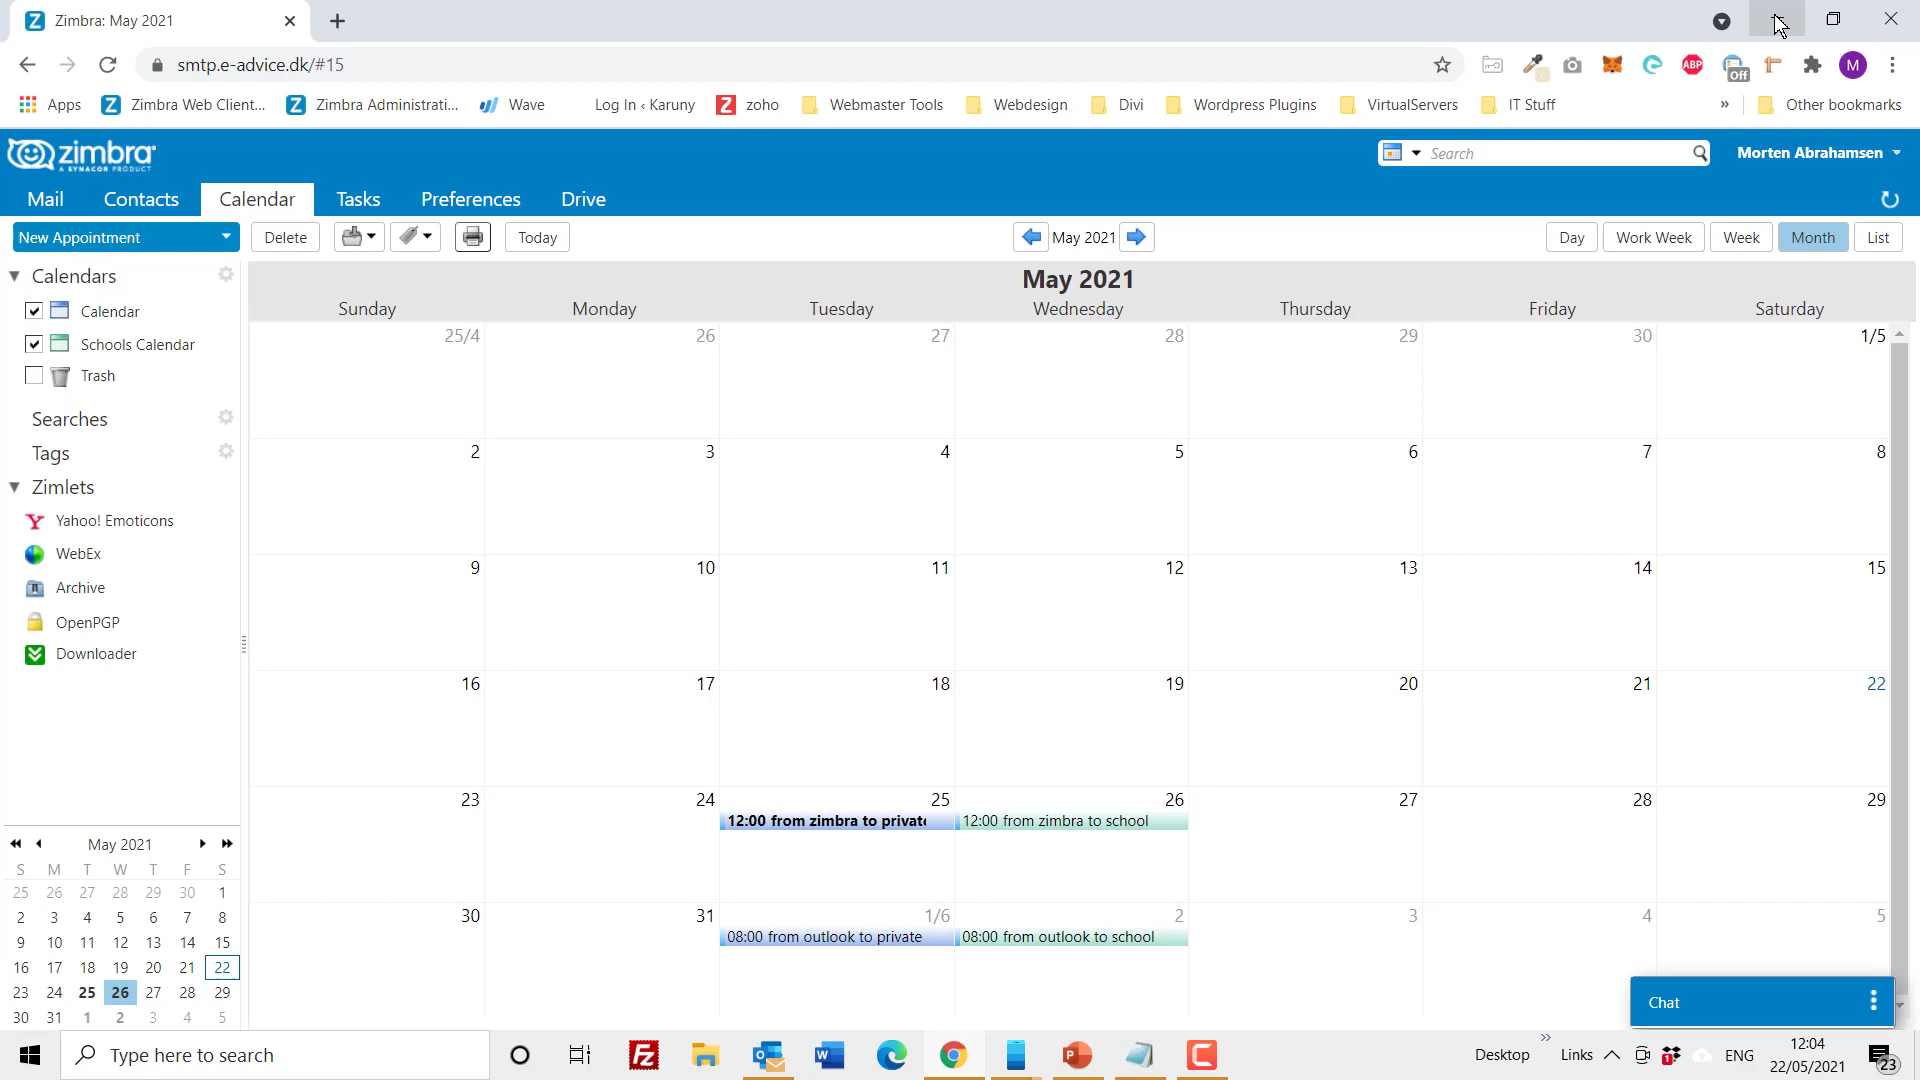 Zimbra: May 2021
smtp.e-advice.dk/#15
ABP
Off
M
Apps
Zimbra Web Client...
Zimbra Administrati...
Wave
Log In ‹ Karuny
zoho
Webmaster Tools
Webdesign
Divi
Wordpress Plugins
VirtualServers
IT Stuff
»
Other bookmarks
zimbra
A SYNACOR PRODUCT
Search
Morten Abrahamsen
Mail
Contacts
Calendar
Tasks
Preferences
Drive
New Appointment
Delete
Today
May 2021
Day
Work Week
Week
Month
List
Calendars
Calendar
Schools Calendar
Trash
Searches
Tags
Zimlets
Yahoo! Emoticons
WebEx
Archive
OpenPGP
Downloader
May 2021
Sunday Monday Tuesday Wednesday Thursday Friday Saturday
25/4 26 27 28 29 30 1/5
2 3 4 5 6 7 8
9 10 11 12 13 14 15
16 17 18 19 20 21 22
23 24 25 26 27 28 29
12:00 from zimbra to private
12:00 from zimbra to school
30 31 1/6 2 3 4 5
08:00 from outlook to private
08:00 from outlook to school
May 2021
S M T W T F S
25 26 27 28 29 30 1
2 3 4 5 6 7 8
9 10 11 12 13 14 15
16 17 18 19 20 21 22
23 24 25 26 27 28 29
30 31 1 2 3 4 5
Chat
Type here to search
Desktop
»
Links
1
ENG
12:04
22/05/2021
23